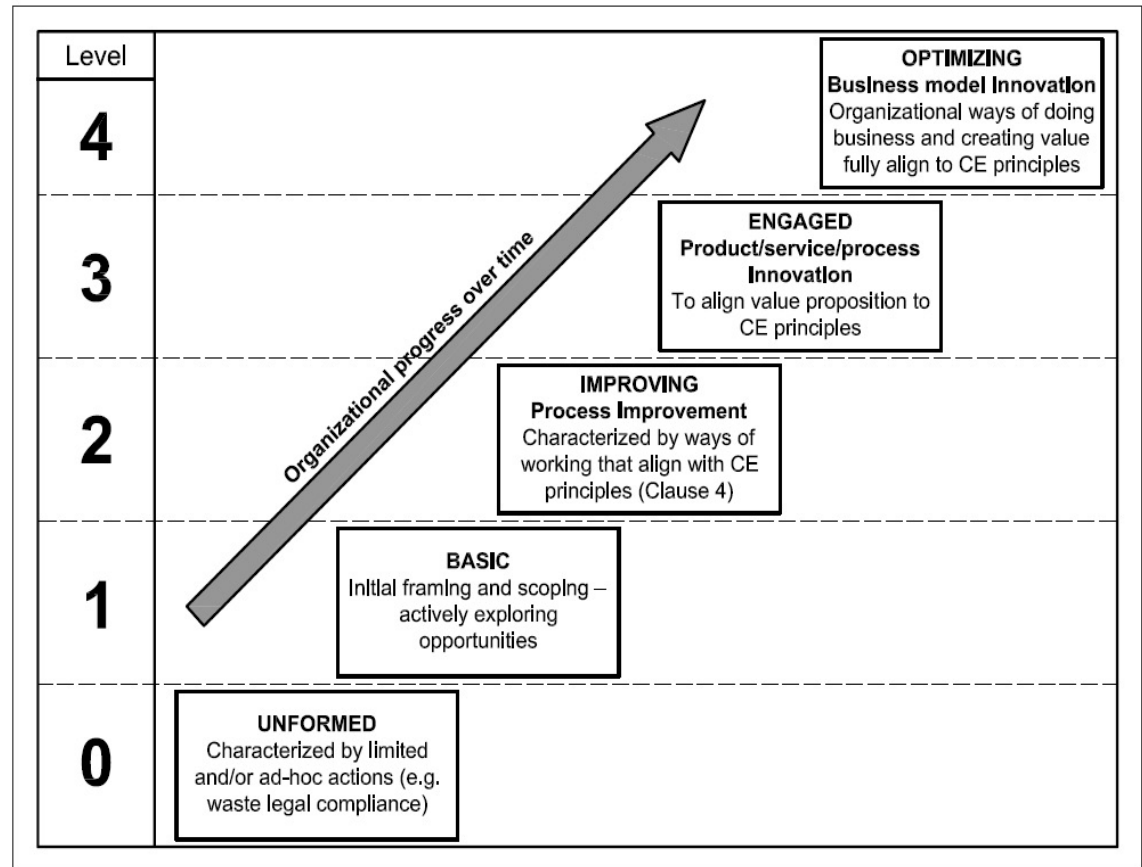 Level
4
OPTIMIZING
Business model Innovation
Organizational ways of doing
business and creating value
fully align to CE principles
3
ENGAGED
Product/service/process
Innovation
To align value proposition to
CE principles
Organizational progress over time
2
IMPROVING
Process Improvement
Characterized by ways of
working that align with CE
principles (Clause 4)
1
BASIC
Initial framing and scoping –
actively exploring
opportunities
0
UNFORMED
Characterized by limited
and/or ad-hoc actions (e.g.
waste legal compliance)